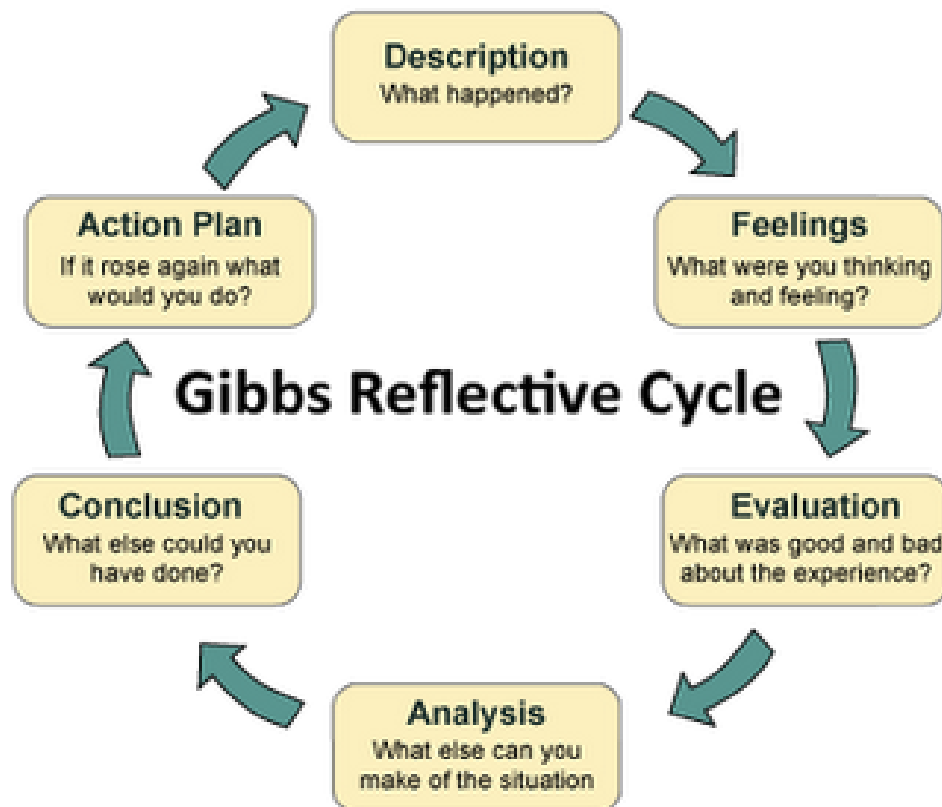 Description
What happened?
Feelings
What were you thinking
and feeling?
Evaluation
What was good and bad
about the experience?
Analysis
What else can you
make of the situation
Conclusion
What else could you
have done?
Action Plan
If it rose again what
would you do?
Gibbs Reflective Cycle